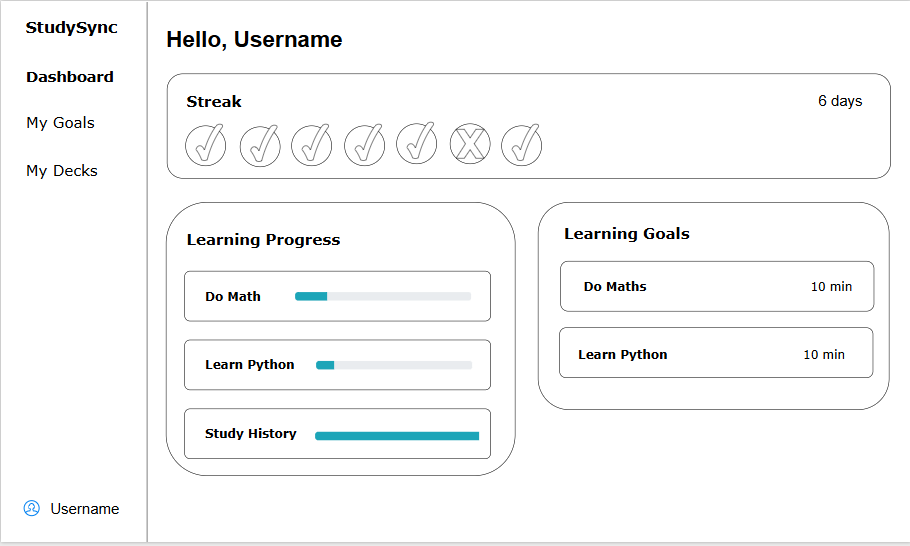 StudySync
Dashboard
My Goals
My Decks
Username
Hello, Username
Streak
6 days
Learning Progress
Do Math
Learn Python
Study History
Learning Goals
Do Maths
10 min
Learn Python
10 min